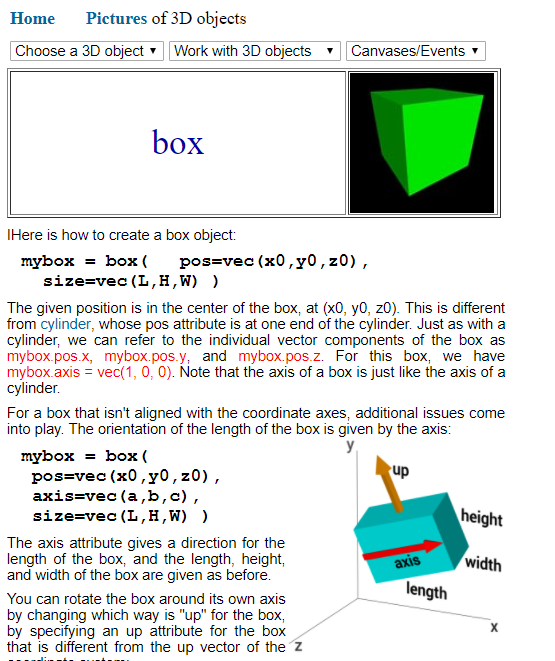 Home Pictures of 3D objects
Choose a 3D object ▾ Work with 3D objects ▾ Canvases/Events ▾
box
IHere is how to create a box object:
mybox = box( pos=vec(x0,y0,z0),
size=vec(L,H,W) )
The given position is in the center of the box, at (x0, y0, z0). This is different
from cylinder, whose pos attribute is at one end of the cylinder. Just as with a
cylinder, we can refer to the individual vector components of the box as
mybox.pos.x, mybox.pos.y, and mybox.pos.z. For this box, we have
mybox.axis = vec(1, 0, 0). Note that the axis of a box is just like the axis of a
cylinder.
For a box that isn't aligned with the coordinate axes, additional issues come
into play. The orientation of the length of the box is given by the axis:
mybox = box(
pos=vec(x0,y0,z0),
axis=vec(a,b,c),
size=vec(L,H,W) )
The axis attribute gives a direction for the
length of the box, and the length, height,
and width of the box are given as before.
You can rotate the box around its own axis
by changing which way is "up" for the box,
by specifying an up attribute for the box
that is different from the up vector of the
y
up
height
axis
width
length
x
z